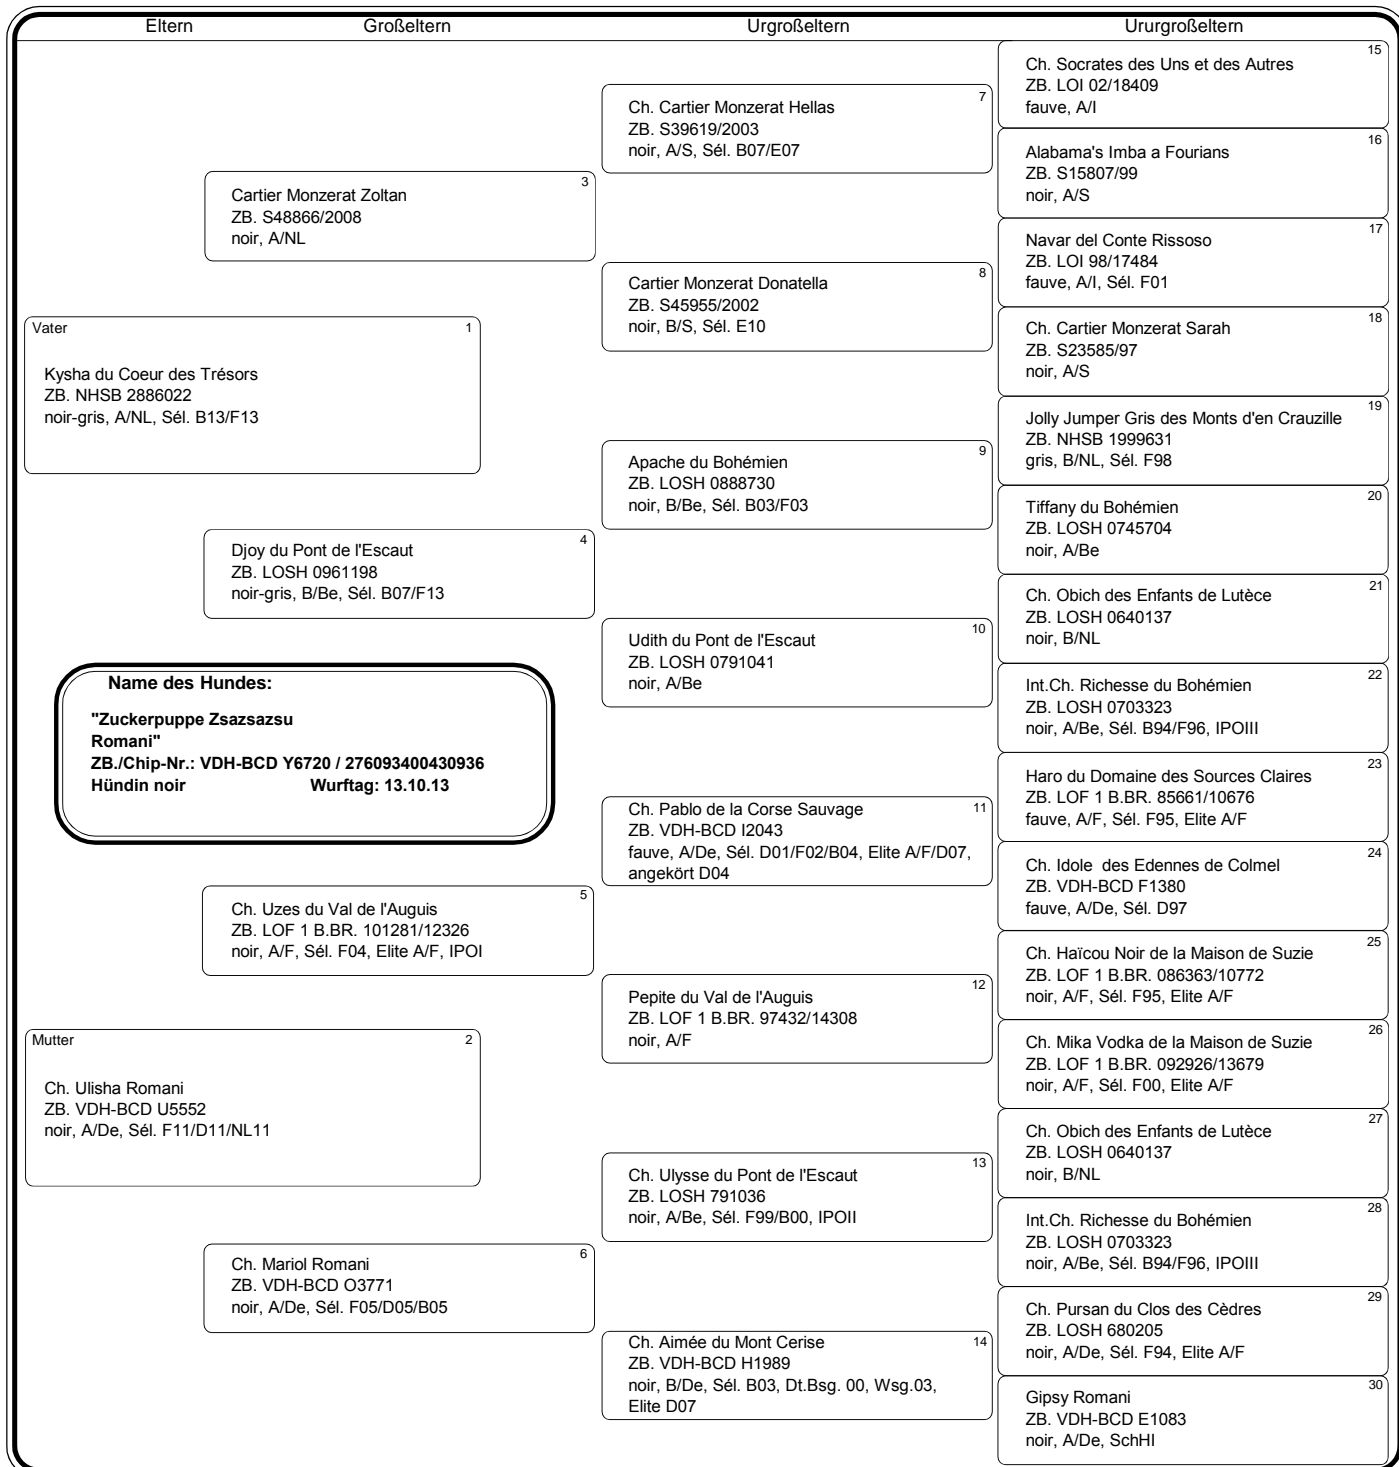 Eltern Großeltern Urgroßeltern Ururgroßeltern
Vater 1
Kysha du Coeur des Trésors
ZB. NHSB 2886022
noir-gris, A/NL, Sél. B13/F13
Name des Hundes:
"Zuckerpuppe Zsazsazsu
Romani"
ZB./Chip-Nr.: VDH-BCD Y6720 / 276093400430936
Hündin noir Wurftag: 13.10.13
Mutter 2
Ch. Ulisha Romani
ZB. VDH-BCD U5552
noir, A/De, Sél. F11/D11/NL11
3
Cartier Monzerat Zoltan
ZB. S48866/2008
noir, A/NL
4
Djoy du Pont de l'Escaut
ZB. LOSH 0961198
noir-gris, B/Be, Sél. B07/F13
5
Ch. Uzes du Val de l'Auguis
ZB. LOF 1 B.BR. 101281/12326
noir, A/F, Sél. F04, Elite A/F, IPOI
6
Ch. Mariol Romani
ZB. VDH-BCD O3771
noir, A/De, Sél. F05/D05/B05
7
Ch. Cartier Monzerat Hellas
ZB. S39619/2003
noir, A/S, Sél. B07/E07
8
Cartier Monzerat Donatella
ZB. S45955/2002
noir, B/S, Sél. E10
9
Apache du Bohémien
ZB. LOSH 0888730
noir, B/Be, Sél. B03/F03
10
Udith du Pont de l'Escaut
ZB. LOSH 0791041
noir, A/Be
11
Ch. Pablo de la Corse Sauvage
ZB. VDH-BCD I2043
fauve, A/De, Sél. D01/F02/B04, Elite A/F/D07,
angekört D04
12
Pepite du Val de l'Auguis
ZB. LOF 1 B.BR. 97432/14308
noir, A/F
13
Ch. Ulysse du Pont de l'Escaut
ZB. LOSH 791036
noir, A/Be, Sél. F99/B00, IPOII
14
Ch. Aimée du Mont Cerise
ZB. VDH-BCD H1989
noir, B/De, Sél. B03, Dt.Bsg. 00, Wsg.03,
Elite D07
15
Ch. Socrates des Uns et des Autres
ZB. LOI 02/18409
fauve, A/I
16
Alabama's Imba a Fourians
ZB. S15807/99
noir, A/S
17
Navar del Conte Rissoso
ZB. LOI 98/17484
fauve, A/I, Sél. F01
18
Ch. Cartier Monzerat Sarah
ZB. S23585/97
noir, A/S
19
Jolly Jumper Gris des Monts d'en Crauzille
ZB. NHSB 1999631
gris, B/NL, Sél. F98
20
Tiffany du Bohémien
ZB. LOSH 0745704
noir, A/Be
21
Ch. Obich des Enfants de Lutèce
ZB. LOSH 0640137
noir, B/NL
22
Int.Ch. Richesse du Bohémien
ZB. LOSH 0703323
noir, A/Be, Sél. B94/F96, IPOIII
23
Haro du Domaine des Sources Claires
ZB. LOF 1 B.BR. 85661/10676
fauve, A/F, Sél. F95, Elite A/F
24
Ch. Idole des Edennes de Colmel
ZB. VDH-BCD F1380
fauve, A/De, Sél. D97
25
Ch. Haïcou Noir de la Maison de Suzie
ZB. LOF 1 B.BR. 086363/10772
noir, A/F, Sél. F95, Elite A/F
26
Ch. Mika Vodka de la Maison de Suzie
ZB. LOF 1 B.BR. 092926/13679
noir, A/F, Sél. F00, Elite A/F
27
Ch. Obich des Enfants de Lutèce
ZB. LOSH 0640137
noir, B/NL
28
Int.Ch. Richesse du Bohémien
ZB. LOSH 0703323
noir, A/Be, Sél. B94/F96, IPOIII
29
Ch. Pursan du Clos des Cèdres
ZB. LOSH 680205
noir, A/De, Sél. F94, Elite A/F
30
Gipsy Romani
ZB. VDH-BCD E1083
noir, A/De, SchHI